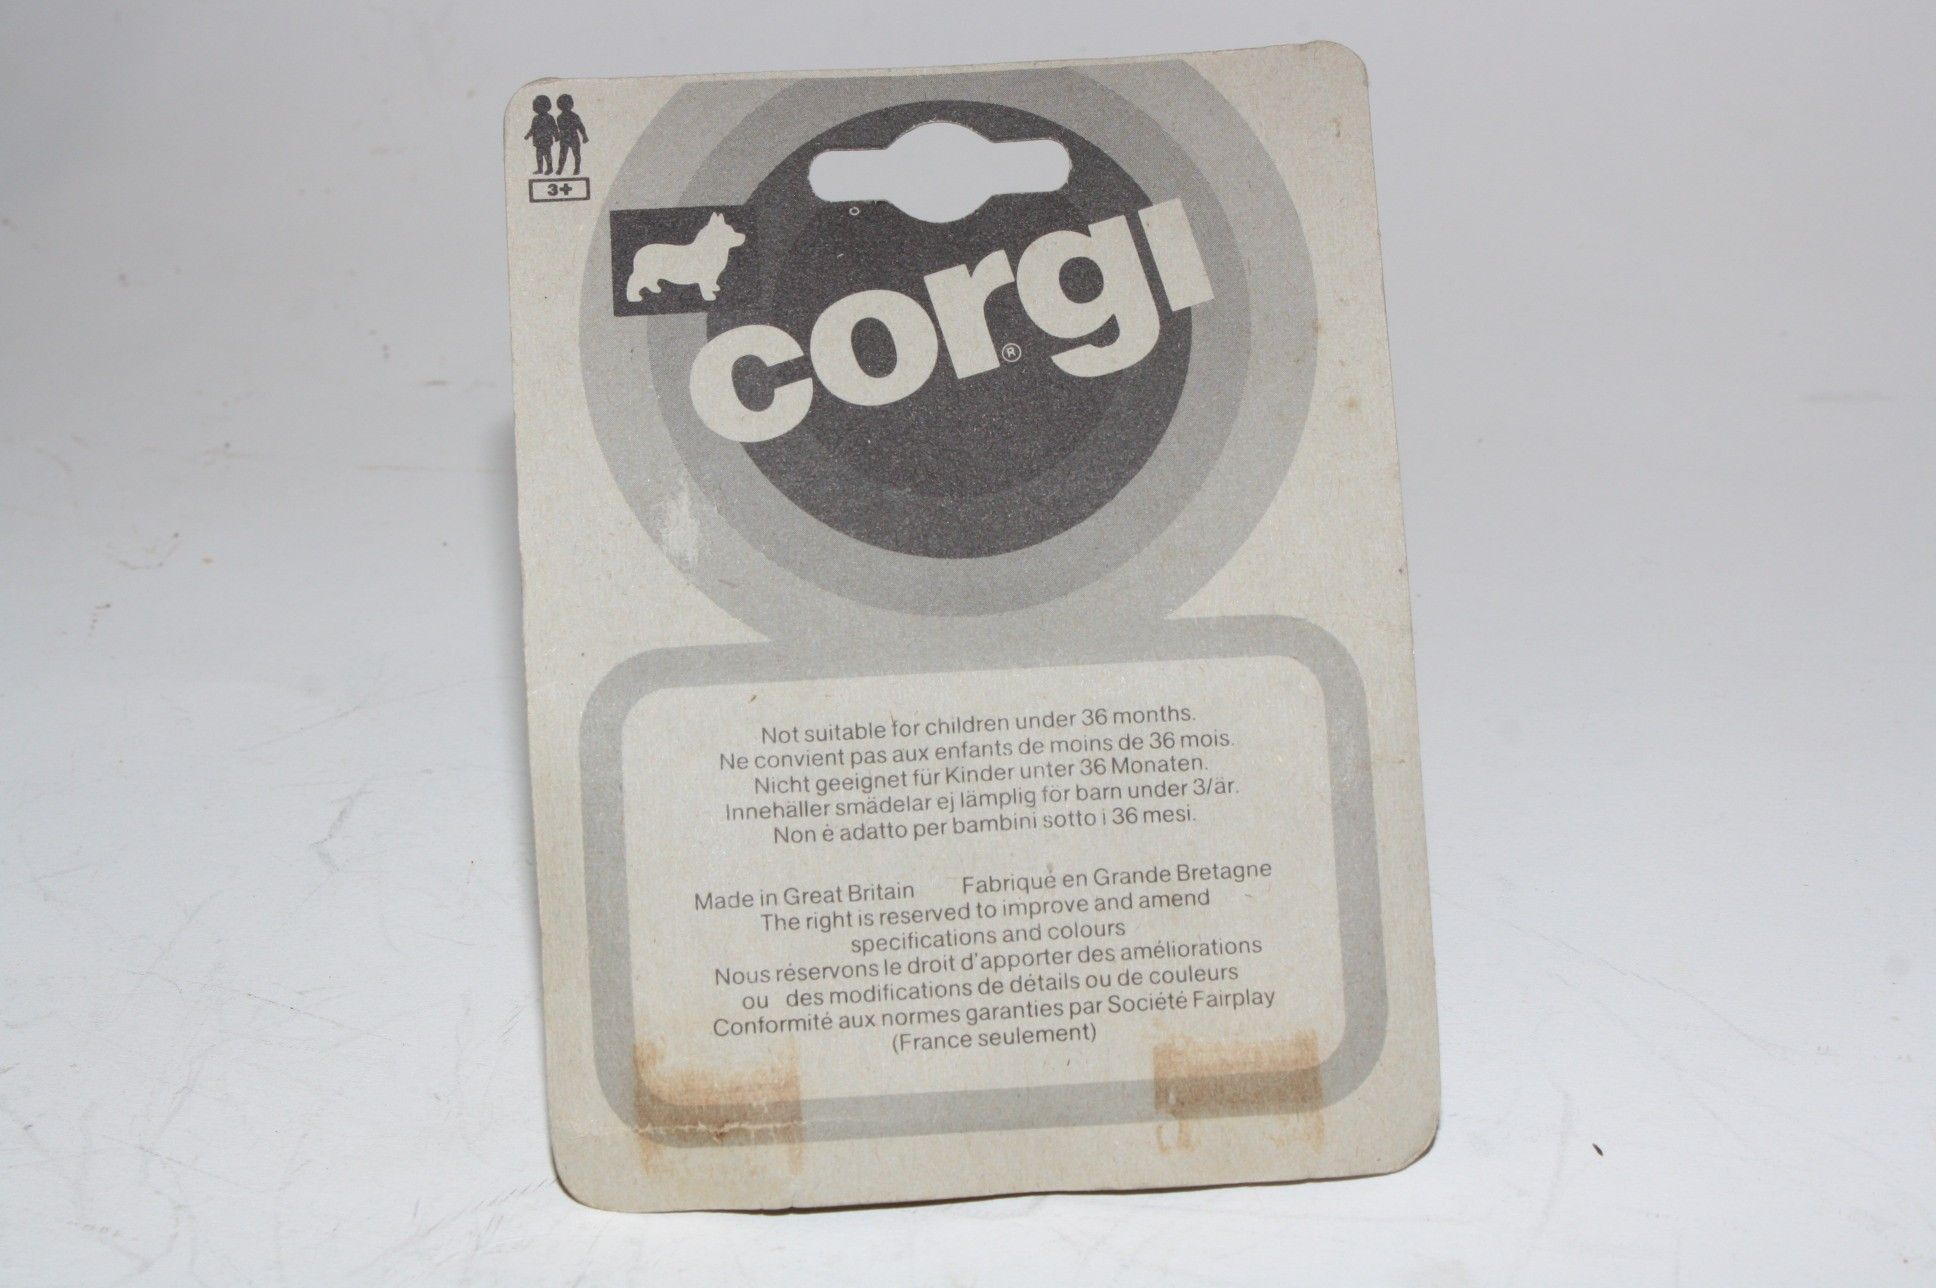 3+
corgi
®
Not suitable for children under 36 months.
Ne convient pas aux enfants de moins de 36 mois.
Nicht geeignet für Kinder unter 36 Monaten.
Innehäller smädelar ej lämplig för barn under 3/är.
Non è adatto per bambini sotto i 36 mesi.
Made in Great Britain Fabriqué en Grande Bretagne
The right is reserved to improve and amend
specifications and colours
Nous réservons le droit d'apporter des améliorations
ou des modifications de détails ou de couleurs
Conformité aux normes garanties par Société Fairplay
(France seulement)